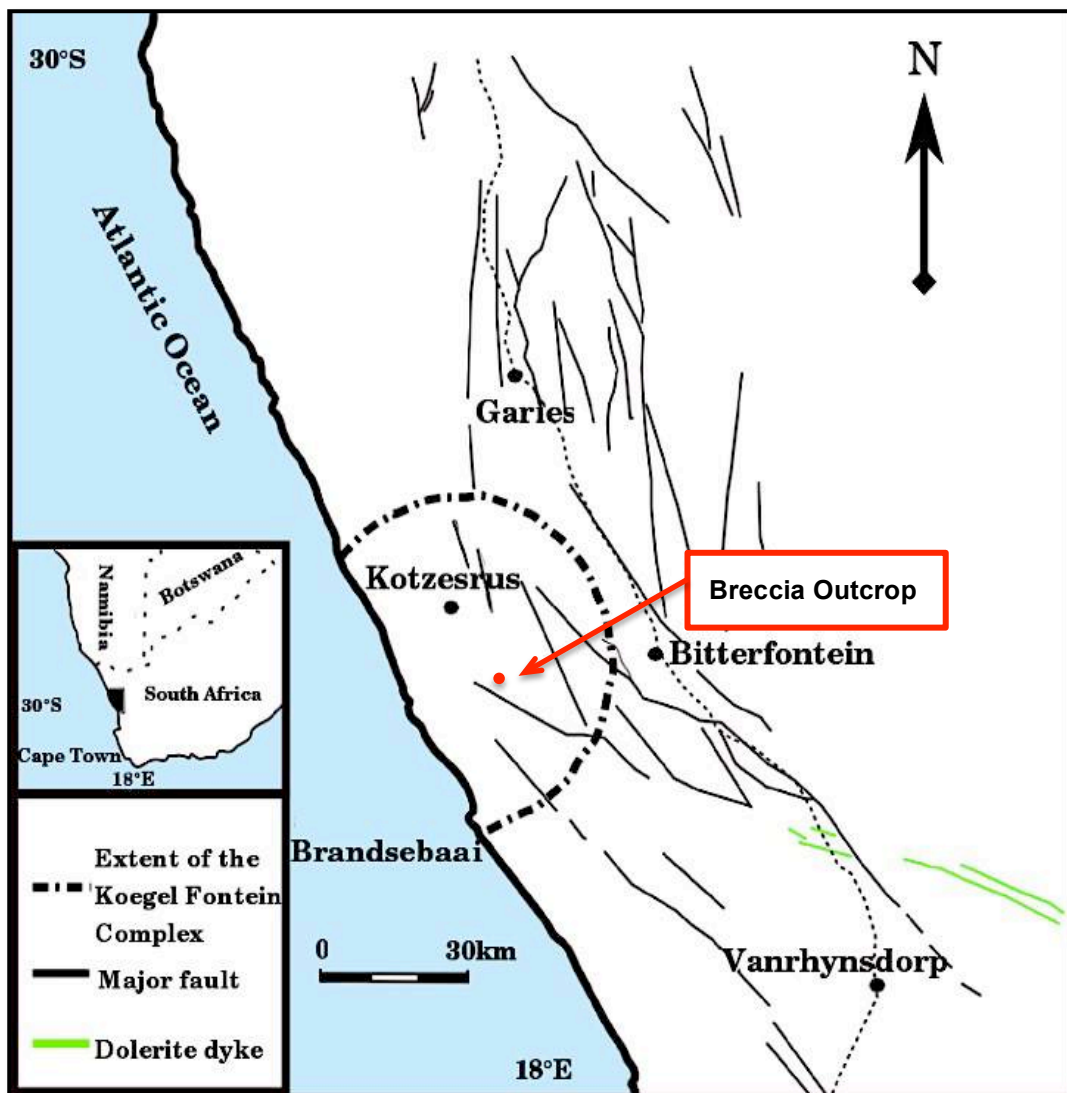 30°S
N
Atlantic Ocean
Garies
Kotzesrus
Breccia Outcrop
Bitterfontein
Namibia
Botswana
South Africa
30°S
Cape Town
18°E
Brandsebaai
Extent of the
Koegel Fontein
Complex
Major fault
Dolerite dyke
0 30km
Vanrhynsdorp
18°E